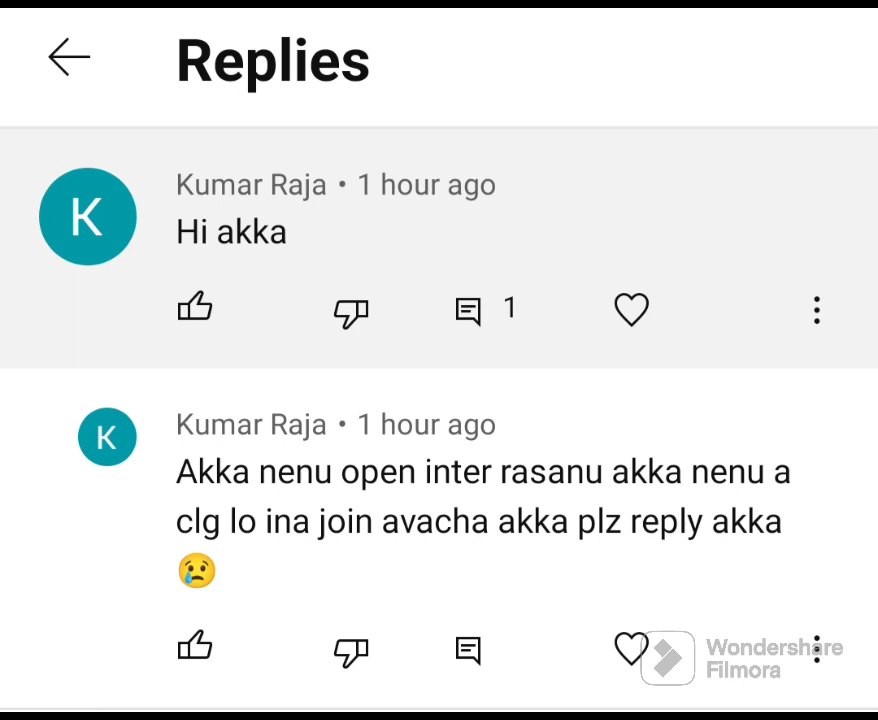 Replies
K
Kumar Raja • 1 hour ago
Hi akka
1
K
Kumar Raja • 1 hour ago
Akka nenu open inter rasanu akka nenu a
clg lo ina join avacha akka plz reply akka
😢
Wondershare
Filmora